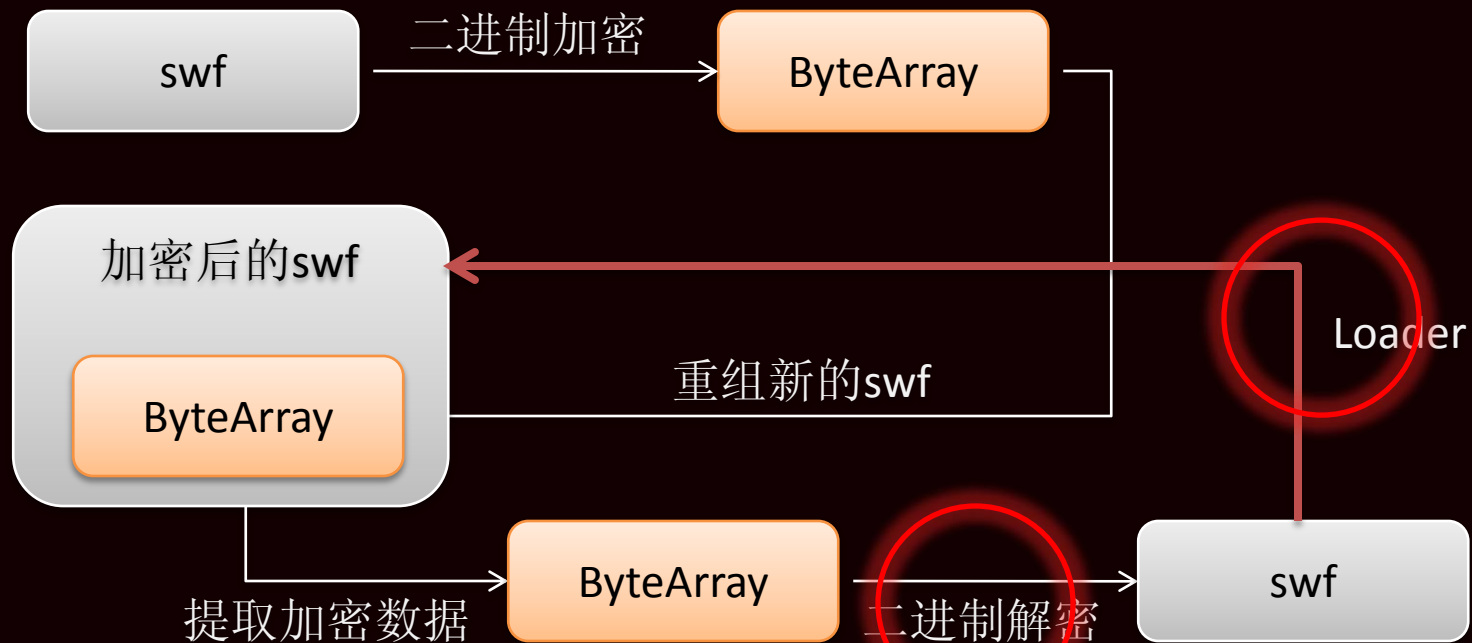 swf
二进制加密
ByteArray
加密后的swf
Loader
重组新的swf
ByteArray
提取加密数据
ByteArray
二进制解密
swf